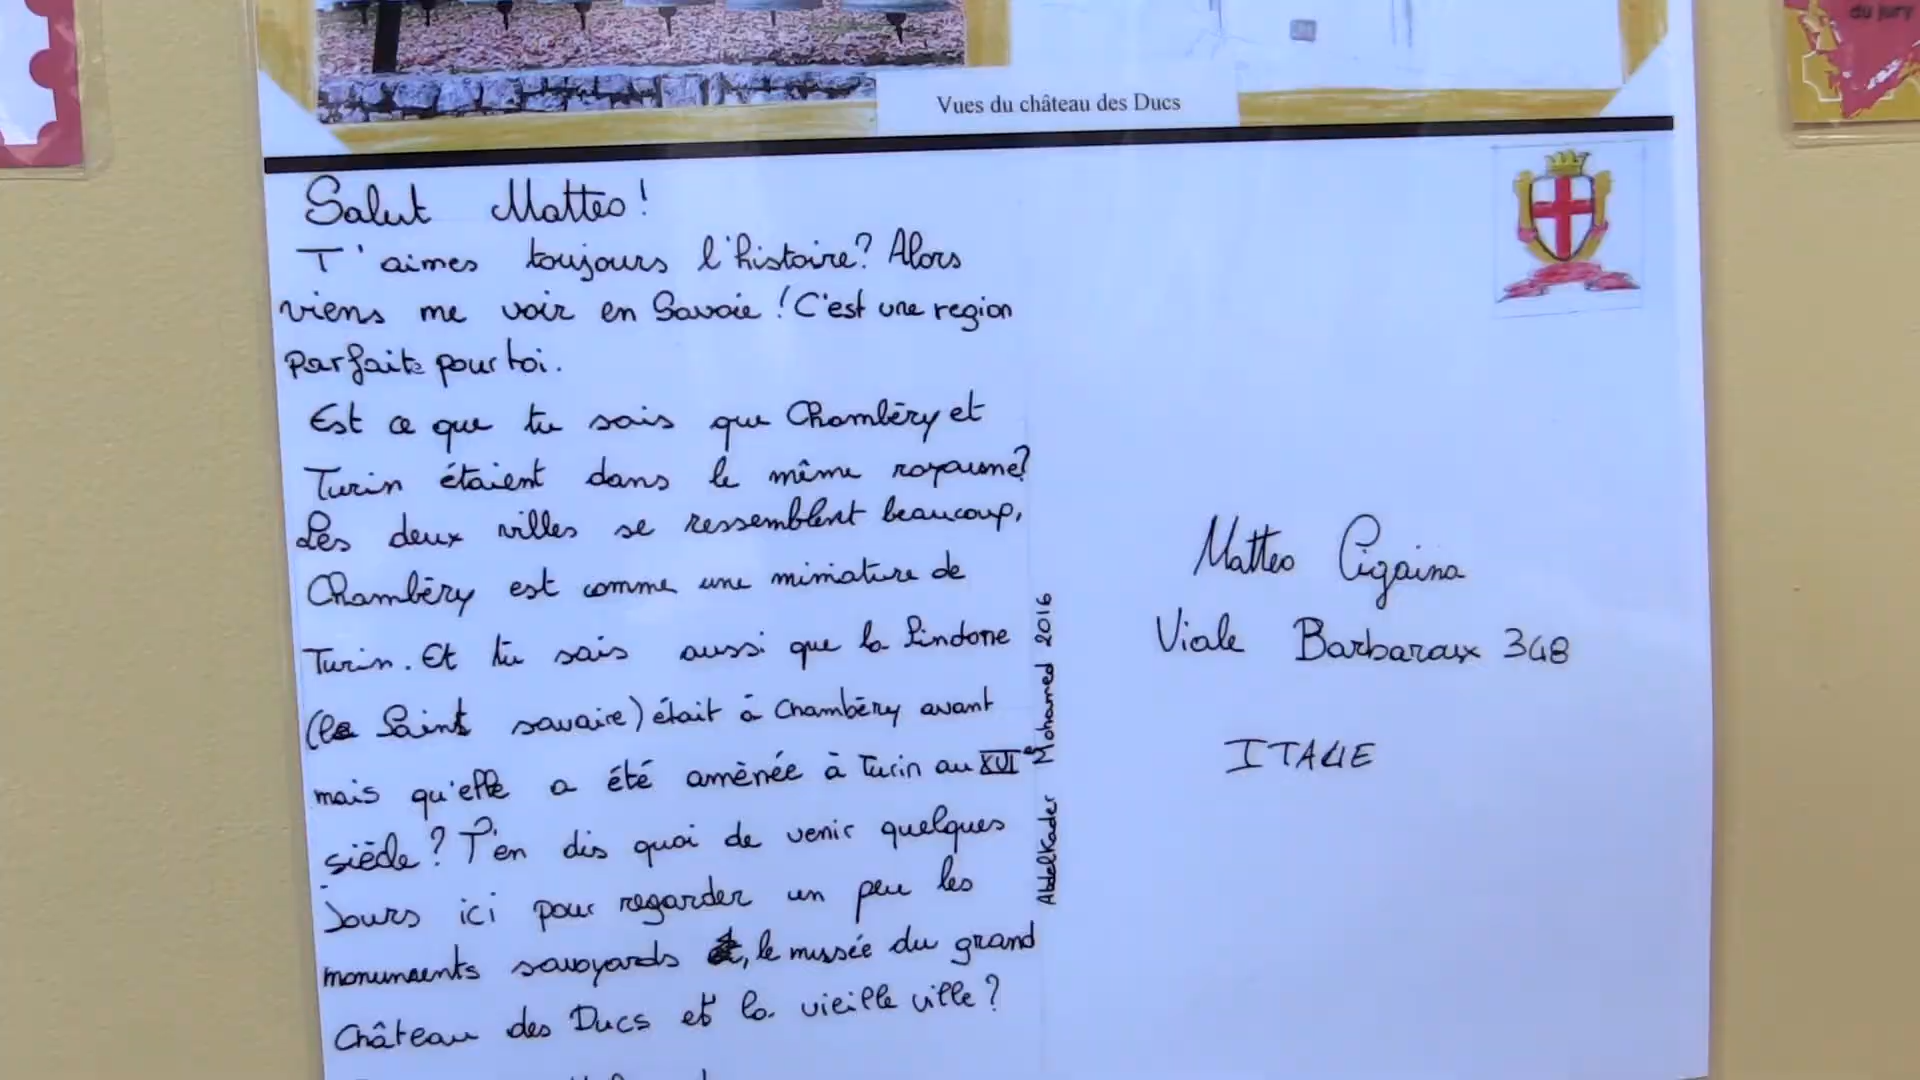 du jury
Vues du château des Ducs
Salut Matteo!
T'aimes toujours l'histoire? Alors
viens me voir en Savoie! C'est une region
parfaite pour toi.
Est ce que tu sais que Chambéry et
Turin étaient dans le même royaume?
Les deux villes se ressemblent beaucoup,
Chambéry est comme une miniature de
Turin. Et tu sais aussi que la Sindone
(le Saint suaire) était à Chambéry avant
mais qu'elle a été amènée à Turin au XVIe
siècle? T'en dis quoi de venir quelques
jours ici pour regarder un peu les
monuments savoyards, le musée du grand
Château des Ducs et la vieille ville?
Abdelkader Mohamed 2016
Matteo Cigaina
Viale Barbaraux 348
ITALIE